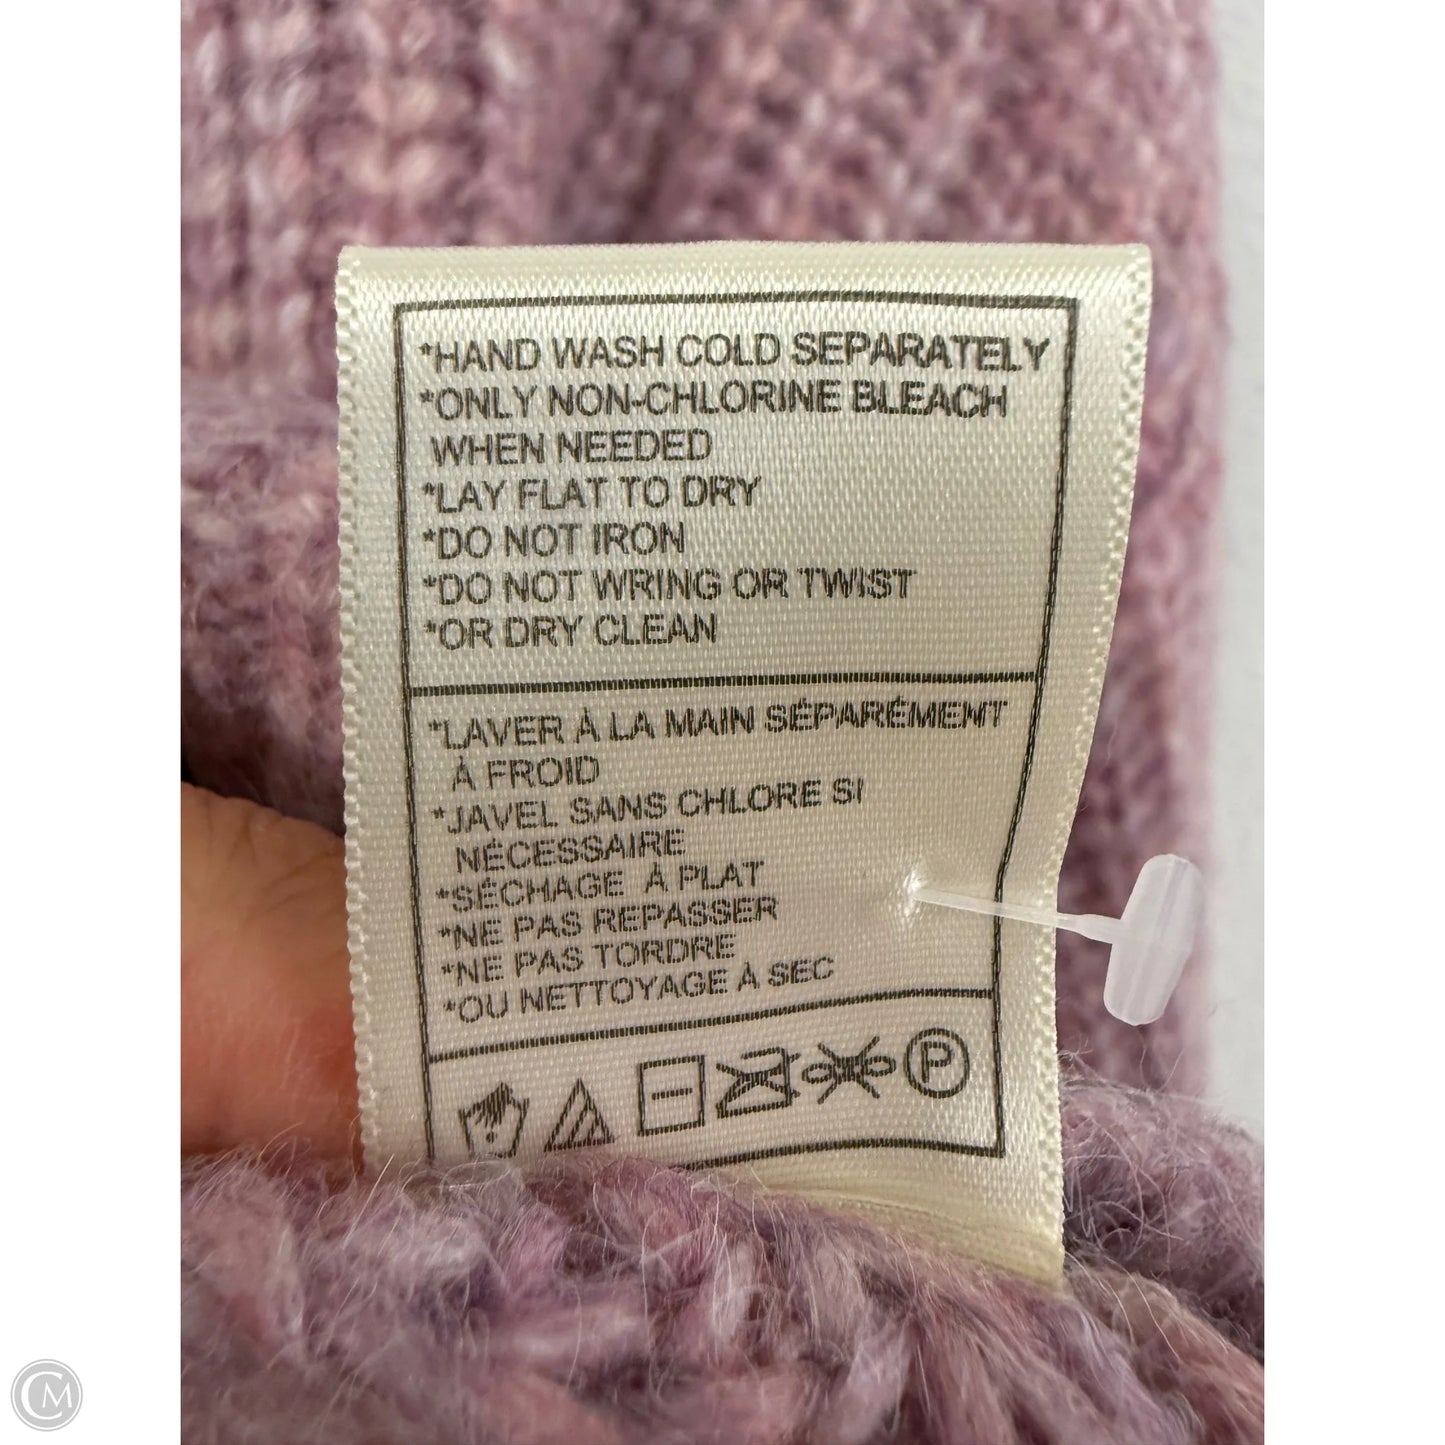 *HAND WASH COLD SEPARATELY
*ONLY NON-CHLORINE BLEACH
WHEN NEEDED
*LAY FLAT TO DRY
*DO NOT IRON
*DO NOT WRING OR TWIST
*OR DRY CLEAN
*LAVER À LA MAIN SÉPARÉMENT
À FROID
*JAVEL SANS CHLORE SI
NÉCESSAIRE
*SÉCHAGE À PLAT
*NE PAS REPASSER
*NE PAS TORDRE
*OU NETTOYAGE À SEC
P
CM